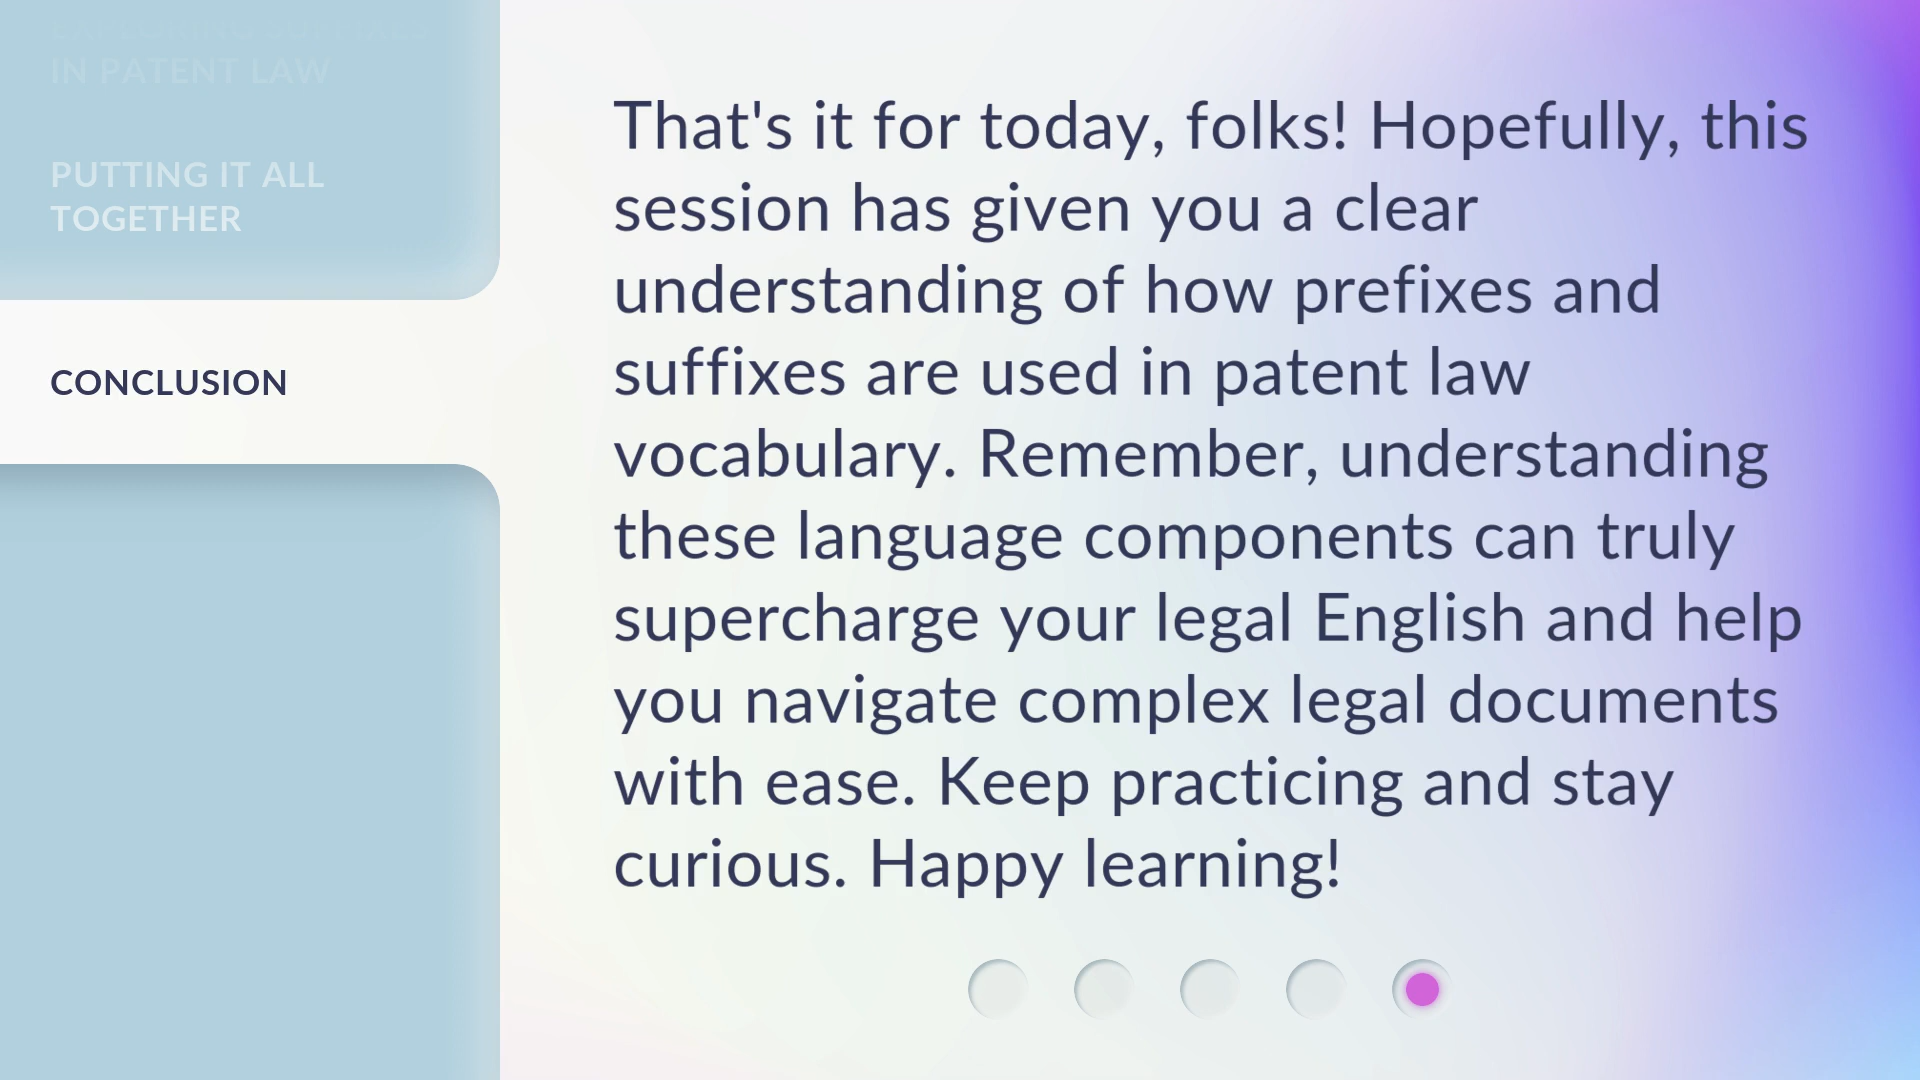 IN PATENT LAW
PUTTING IT ALL
TOGETHER
CONCLUSION
That's it for today, folks! Hopefully, this
session has given you a clear
understanding of how prefixes and
suffixes are used in patent law
vocabulary. Remember, understanding
these language components can truly
supercharge your legal English and help
you navigate complex legal documents
with ease. Keep practicing and stay
curious. Happy learning!